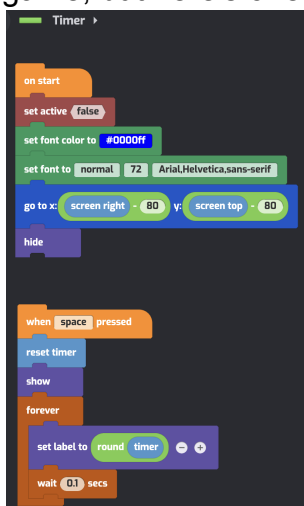 Timer
on start
set active false
set font color to #0000ff
set font to normal 72 Arial,Helvetica,sans-serif
go to x: screen right - 80 y: screen top - 80
hide
when space pressed
reset timer
show
forever
set label to round timer
wait 0.1 secs